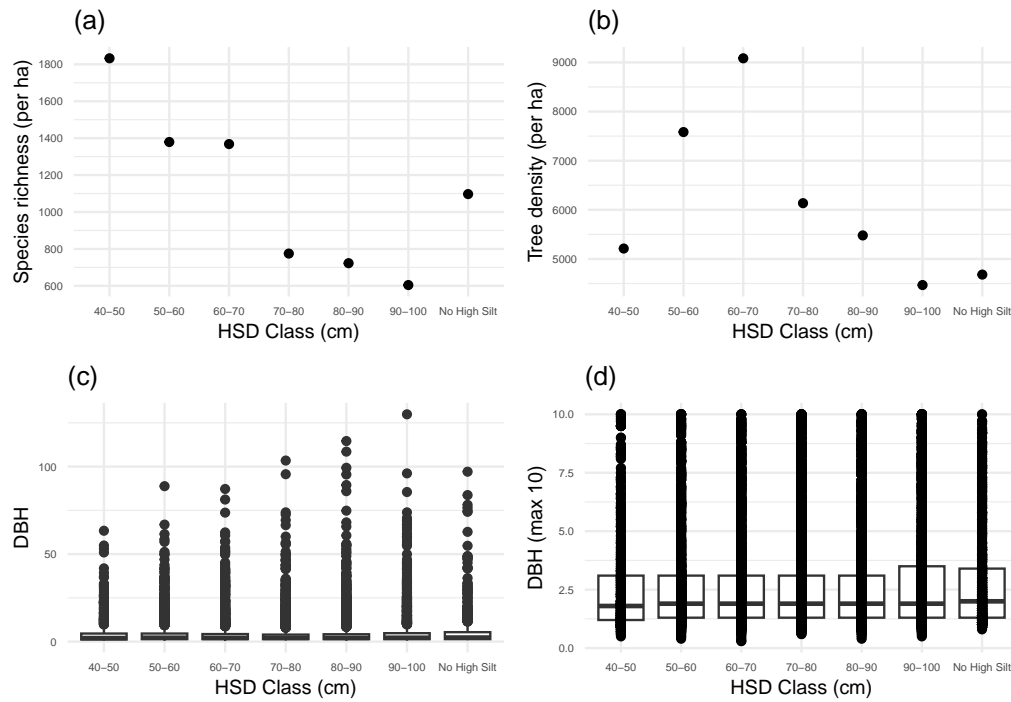 (a)
Species richness (per ha)
1800
1600
1400
1200
1000
800
600
40–50
50–60
60–70
70–80
80–90
90–100
No High Silt
HSD Class (cm)
(b)
Tree density (per ha)
9000
8000
7000
6000
5000
40–50
50–60
60–70
70–80
80–90
90–100
No High Silt
HSD Class (cm)
(c)
DBH
100
50
0
40–50
50–60
60–70
70–80
80–90
90–100
No High Silt
HSD Class (cm)
(d)
DBH (max 10)
10.0
7.5
5.0
2.5
0.0
40–50
50–60
60–70
70–80
80–90
90–100
No High Silt
HSD Class (cm)